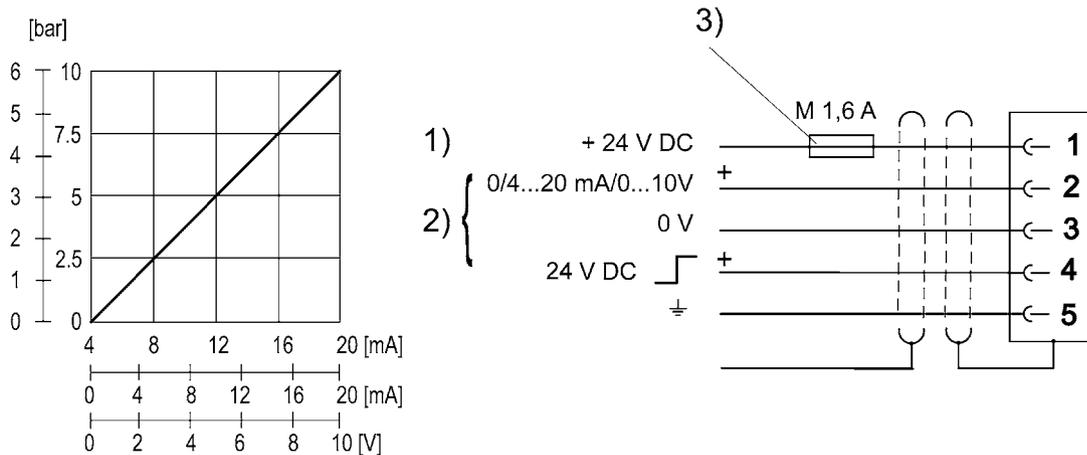 [bar]
6
5
4
3
2
1
0
10
7.5
5
2.5
0
4 8 12 16 20 [mA]
0 4 8 12 16 20 [mA]
0 2 4 6 8 10 [V]
3)
M 1,6 A
1) + 24 V DC 1
2) 0/4...20 mA/0...10V + 2
0 V 3
24 V DC + 4
5